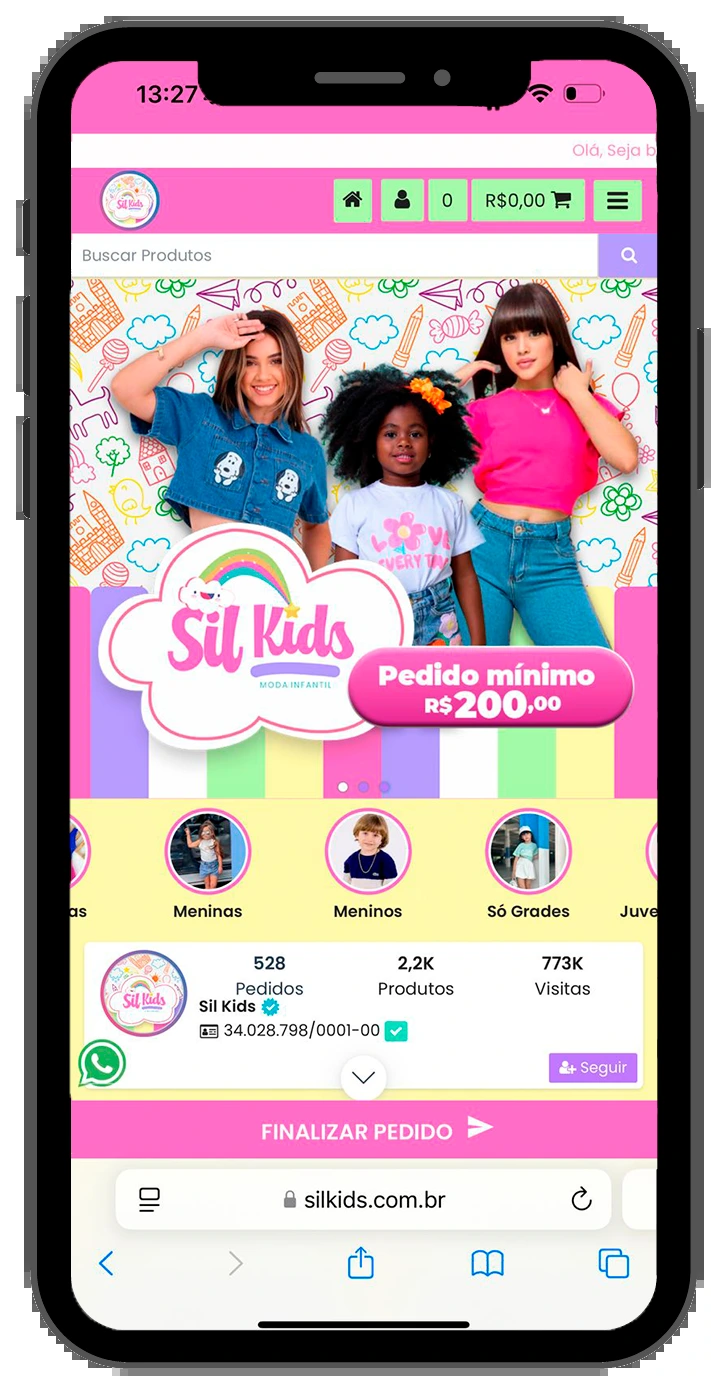 13:27
Olá, Seja b
Sil Kids
0
R$0,00
Buscar Produtos
LOVE
EVERY TIME
Sil Kids
MODA INFANTIL
Pedido mínimo
R$200,00
as
Meninas
Meninos
Só Grades
Juve
528
2,2K
773K
Pedidos
Produtos
Visitas
Sil Kids
Sil Kids
34.028.798/0001-00
Seguir
FINALIZAR PEDIDO
silkids.com.br